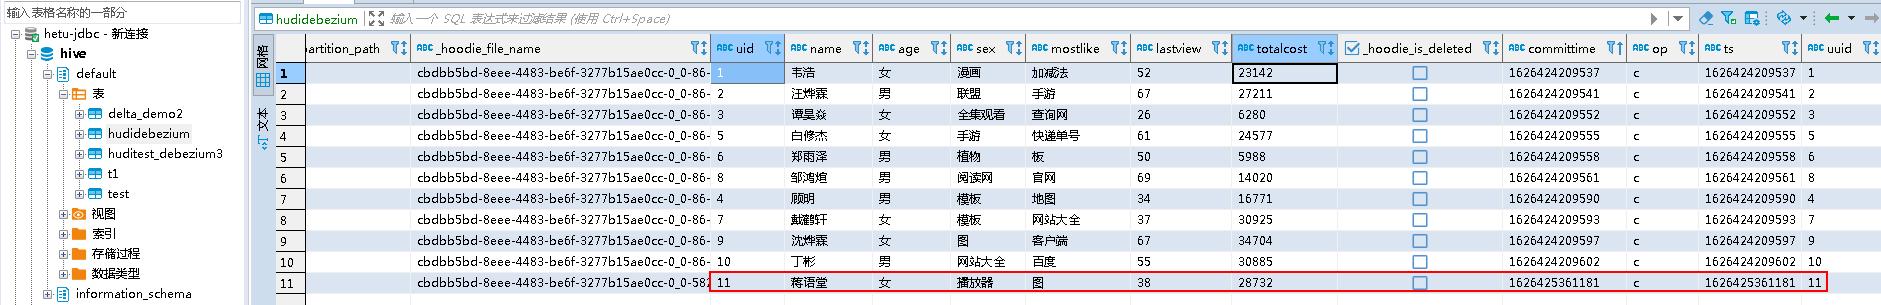 输入表格名称的一部分
hetu-jdbc - 新连接
hive
default
表
delta_demo2
hudidebezium
huditest_debezium3
t1
test
视图
索引
存储过程
数据类型
information_schema
hudidebezium 输入一个 SQL 表达式来过滤结果 (使用 Ctrl+Space)
网格
文本
partition_path ABC _hoodie_file_name ABC uid ABC name ABC age ABC sex ABC mostlike ABC lastview ABC totalcost _hoodie_is_deleted ABC committime ABC op ABC ts ABC uuid
1 cbdbb5bd-8eee-4483-be6f-3277b15ae0cc-0_0-86- 1 韦浩 女 漫画 加减法 52 23142 1626424209537 c 1626424209537 1
2 cbdbb5bd-8eee-4483-be6f-3277b15ae0cc-0_0-86- 2 汪烨霖 男 联盟 手游 67 27211 1626424209541 c 1626424209541 2
3 cbdbb5bd-8eee-4483-be6f-3277b15ae0cc-0_0-86- 3 谭昊焱 女 全集观看 查询网 26 6280 1626424209552 c 1626424209552 3
4 cbdbb5bd-8eee-4483-be6f-3277b15ae0cc-0_0-86- 5 白修杰 女 手游 快递单号 61 24577 1626424209555 c 1626424209555 5
5 cbdbb5bd-8eee-4483-be6f-3277b15ae0cc-0_0-86- 6 郑雨泽 男 植物 板 50 5988 1626424209558 c 1626424209558 6
6 cbdbb5bd-8eee-4483-be6f-3277b15ae0cc-0_0-86- 8 邹鸿煊 男 阅读网 官网 69 14020 1626424209561 c 1626424209561 8
7 cbdbb5bd-8eee-4483-be6f-3277b15ae0cc-0_0-86- 4 顾明 男 模板 地图 34 16771 1626424209590 c 1626424209590 4
8 cbdbb5bd-8eee-4483-be6f-3277b15ae0cc-0_0-86- 7 戴鹤轩 女 模板 网站大全 37 30925 1626424209593 c 1626424209593 7
9 cbdbb5bd-8eee-4483-be6f-3277b15ae0cc-0_0-86- 9 沈烨霖 女 图 客户端 67 34704 1626424209597 c 1626424209597 9
10 cbdbb5bd-8eee-4483-be6f-3277b15ae0cc-0_0-86- 10 丁彬 男 网站大全 百度 55 30885 1626424209602 c 1626424209602 10
11 cbdbb5bd-8eee-4483-be6f-3277b15ae0cc-0_0-582 11 蒋语堂 女 播放器 图 38 28732 1626425361181 c 1626425361181 11